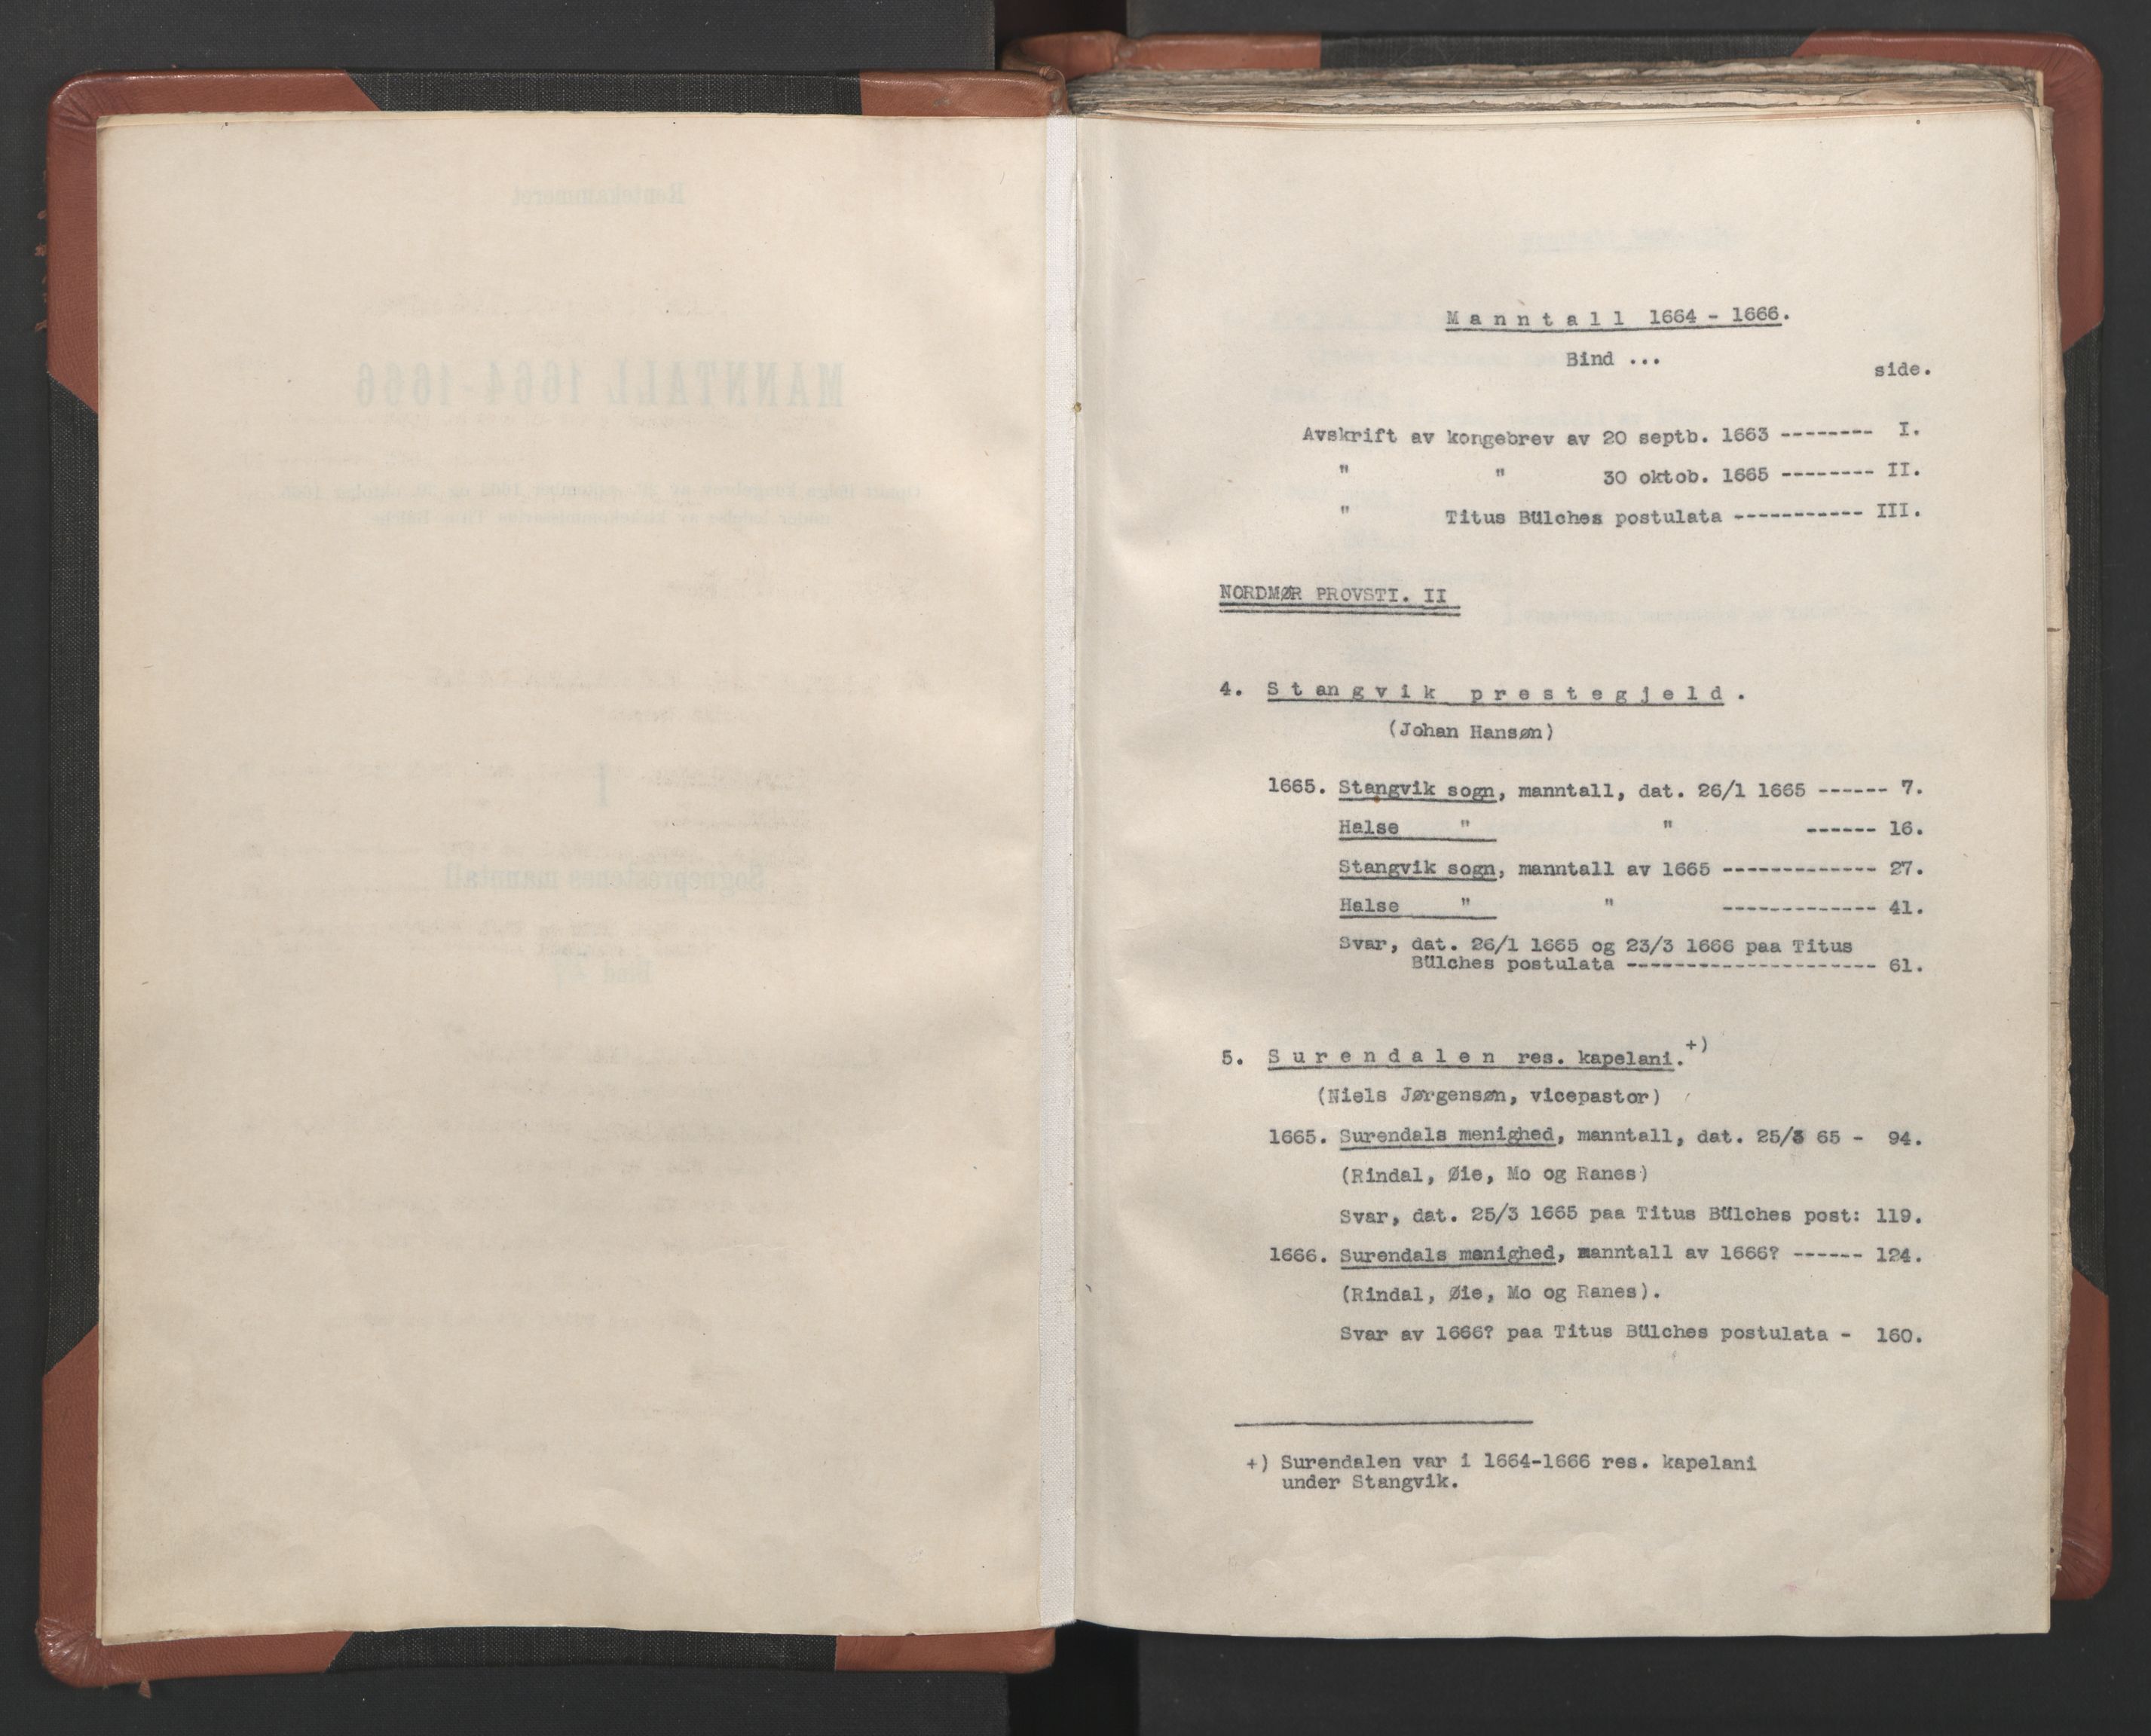 Manntall 1664 - 1666.
Bind ...
side.
Avskrift av kongebrev av 20 septb. 1663 -------- I.
" " 30 oktob. 1665 -------- II.
" Titus Bülches postulata ----------- III.
NORDMØR PROVSTI. II
4. Stangvik prestegjeld.
(Johan Hansøn)
1665. Stangvik sogn, manntall, dat. 26/1 1665 ------ 7.
Halse " " ------ 16.
Stangvik sogn, manntall av 1665 ------------- 27.
Halse " " ------------- 41.
Svar, dat. 26/1 1665 og 23/3 1666 paa Titus
Bülches postulata --------------------- 61.
5. Surendalen res. kapelani.+)
(Niels Jørgensøn, vicepastor)
1665. Surendals menighed, manntall, dat. 25/3 65 - 94.
(Rindal, Øie, Mo og Ranes)
Svar, dat. 25/3 1665 paa Titus Bülches post: 119.
1666. Surendals menighed, manntall av 1666? ------ 124.
(Rindal, Øie, Mo og Ranes).
Svar av 1666? paa Titus Bülches postulata - 160.
+) Surendalen var i 1664-1666 res. kapelani
under Stangvik.